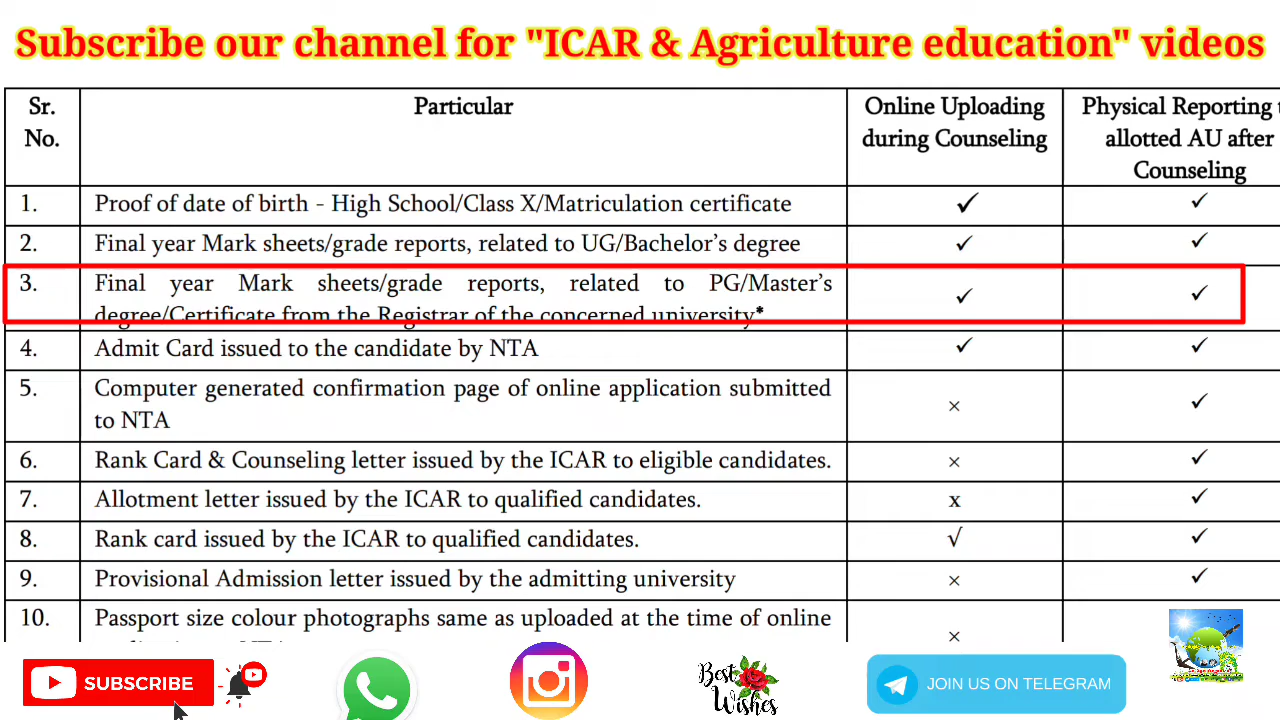 Subscribe our channel for "ICAR & Agriculture education" videos
Sr. No.
Particular
Online Uploading during Counseling
Physical Reporting
allotted AU after
Counseling
1. Proof of date of birth - High School/Class X/Matriculation certificate ✓ ✓
2. Final year Mark sheets/grade reports, related to UG/Bachelor's degree ✓ ✓
3. Final year Mark sheets/grade reports, related to PG/Master's
degree/Certificate from the Registrar of the concerned university* ✓ ✓
4. Admit Card issued to the candidate by NTA ✓ ✓
5. Computer generated confirmation page of online application submitted
to NTA × ✓
6. Rank Card & Counseling letter issued by the ICAR to eligible candidates. × ✓
7. Allotment letter issued by the ICAR to qualified candidates. x ✓
8. Rank card issued by the ICAR to qualified candidates. √ ✓
9. Provisional Admission letter issued by the admitting university × ✓
10. Passport size colour photographs same as uploaded at the time of online ×
SUBSCRIBE
Best
Wishes
JOIN US ON TELEGRAM